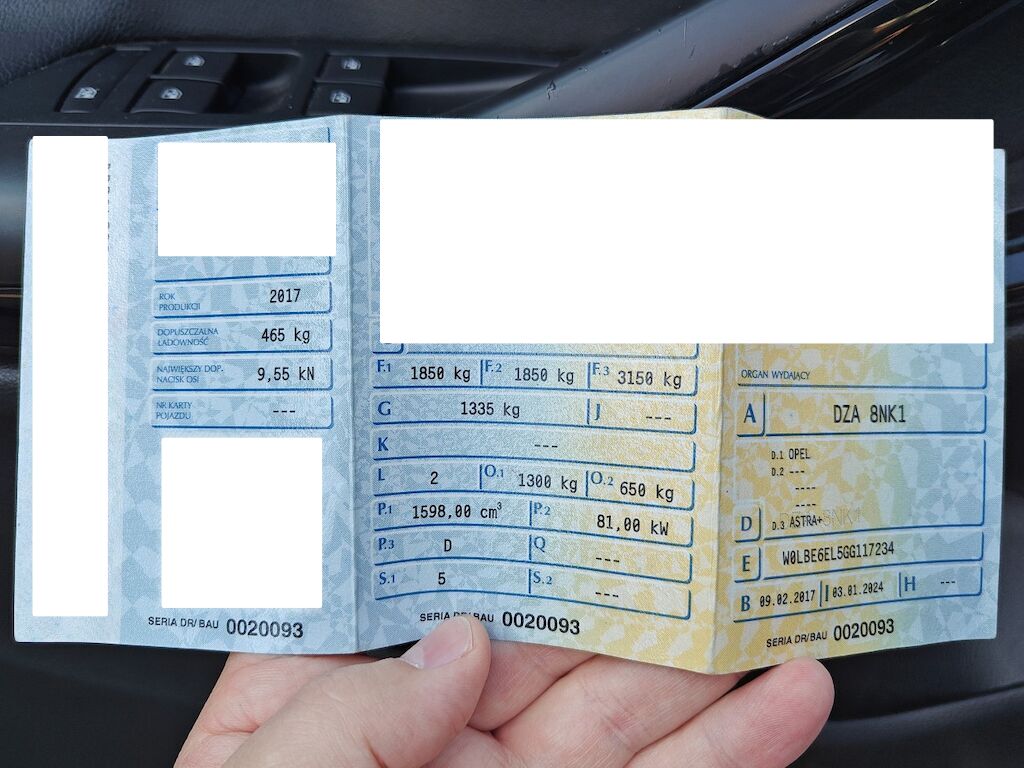 ROK
PRODUKCJI
2017
DOPUSZCZALNA
ŁADOWNOŚĆ
465 kg
NAJWIĘKSZY DOP.
NACISK OSI
9,55 kN
NR KARTY
POJAZDU
---
SERIA DR/BAU 0020093
F.1 1850 kg F.2 1850 kg F.3 3150 kg
G 1335 kg J ---
K ---
L 2 O.1 1300 kg O.2 650 kg
P.1 1598,00 cm³ P.2 81,00 kW
P.3 D Q ---
S.1 5 S.2 ---
SERIA DR/BAU 0020093
ORGAN WYDAJĄCY
A DZA 8NK1
D.1 OPEL
D.2 ---
----
----
D D.3 ASTRA+
E W0LBE6EL5GG117234
B 09.02.2017 I 03.01.2024 H ---
SERIA DR/BAU 0020093